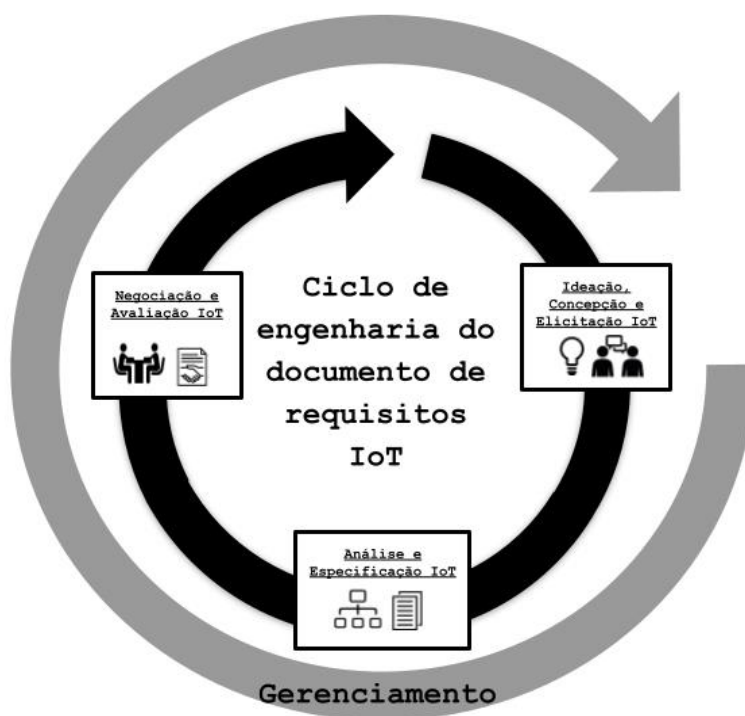 Ciclo de
engenharia do
documento de
requisitos
IoT
Ideação,
Concepção e
Elicitação IoT
Análise e
Especificação IoT
Negociação e
Avaliação IoT
Gerenciamento